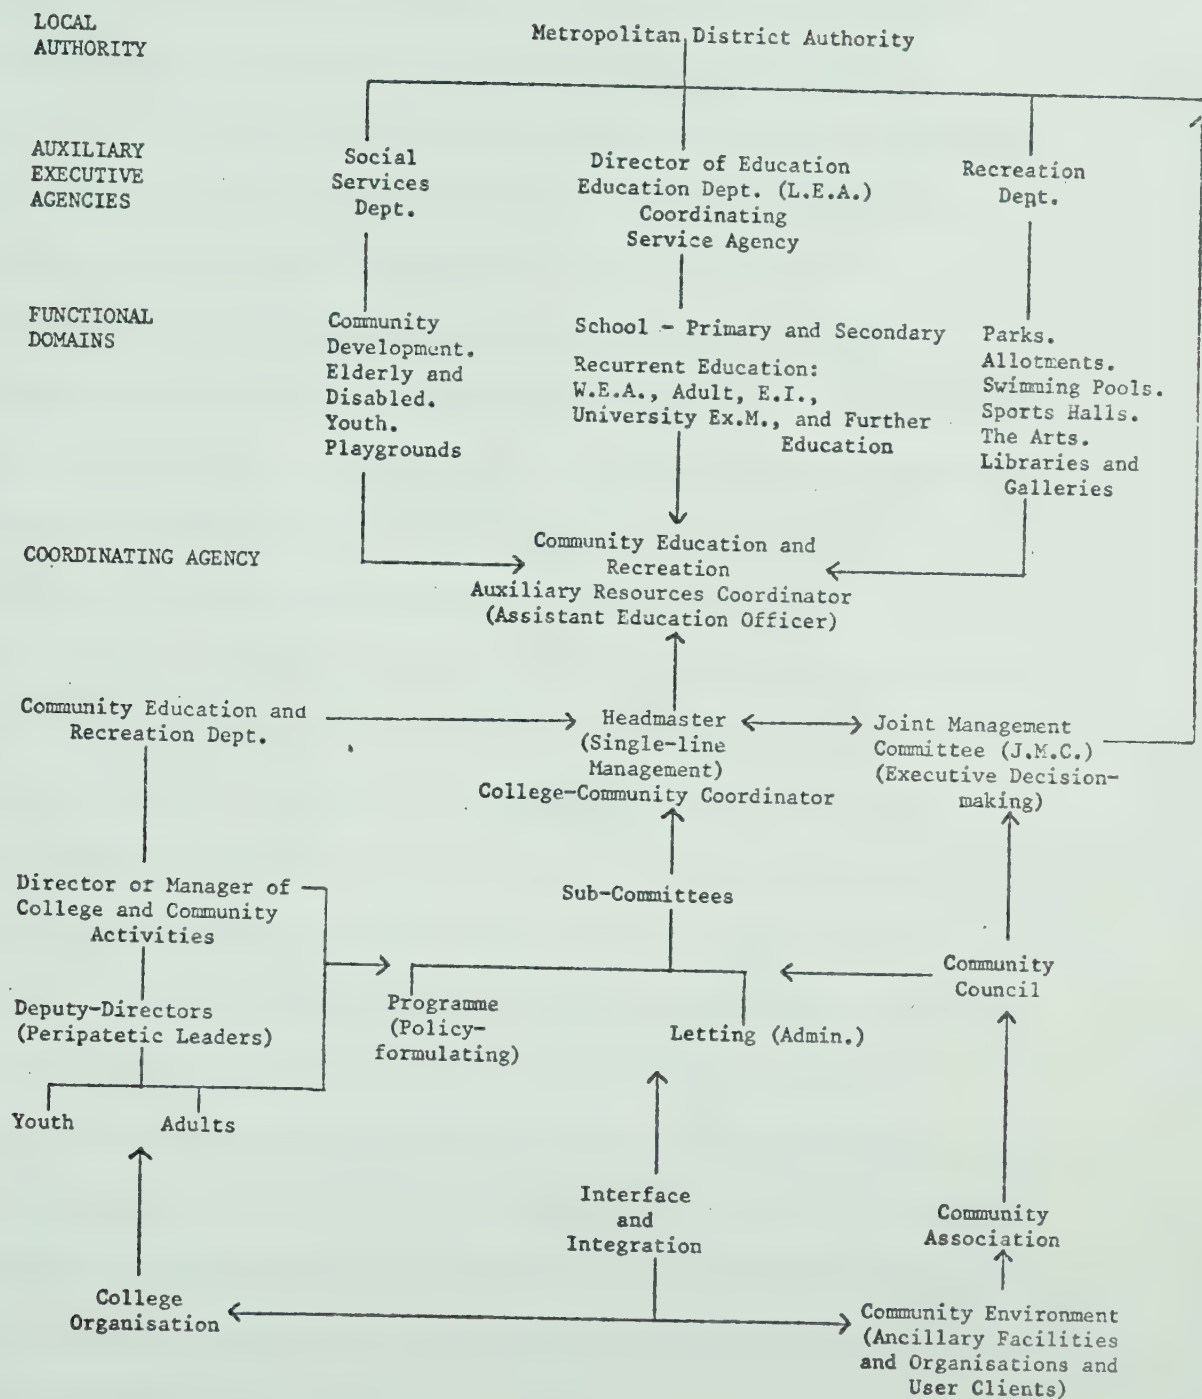 LOCAL
AUTHORITY
Metropolitan District Authority
AUXILIARY
EXECUTIVE
AGENCIES
Social
Services
Dept.
Director of Education
Education Dept. (L.E.A.)
Coordinating
Service Agency
Recreation
Dept.
FUNCTIONAL
DOMAINS
Community
Development.
Elderly and
Disabled.
Youth.
Playgrounds
School - Primary and Secondary
Recurrent Education:
W.E.A., Adult, E.I.,
University Ex.M., and Further
Education
Parks.
Allotments.
Swimming Pools.
Sports Halls.
The Arts.
Libraries and
Galleries
COORDINATING AGENCY
Community Education and
Recreation
Auxiliary Resources Coordinator
(Assistant Education Officer)
Community Education and
Recreation Dept.
Headmaster
(Single-line
Management)
College-Community Coordinator
Joint Management
Committee (J.M.C.)
(Executive Decision-
making)
Director or Manager of
College and Community
Activities
Sub-Committees
Community
Council
Deputy-Directors
(Peripatetic Leaders)
Programme
(Policy-
formulating)
Letting (Admin.)
Youth
Adults
Interface
and
Integration
Community
Association
College
Organisation
Community Environment
(Ancillary Facilities
and Organisations and
User Clients)